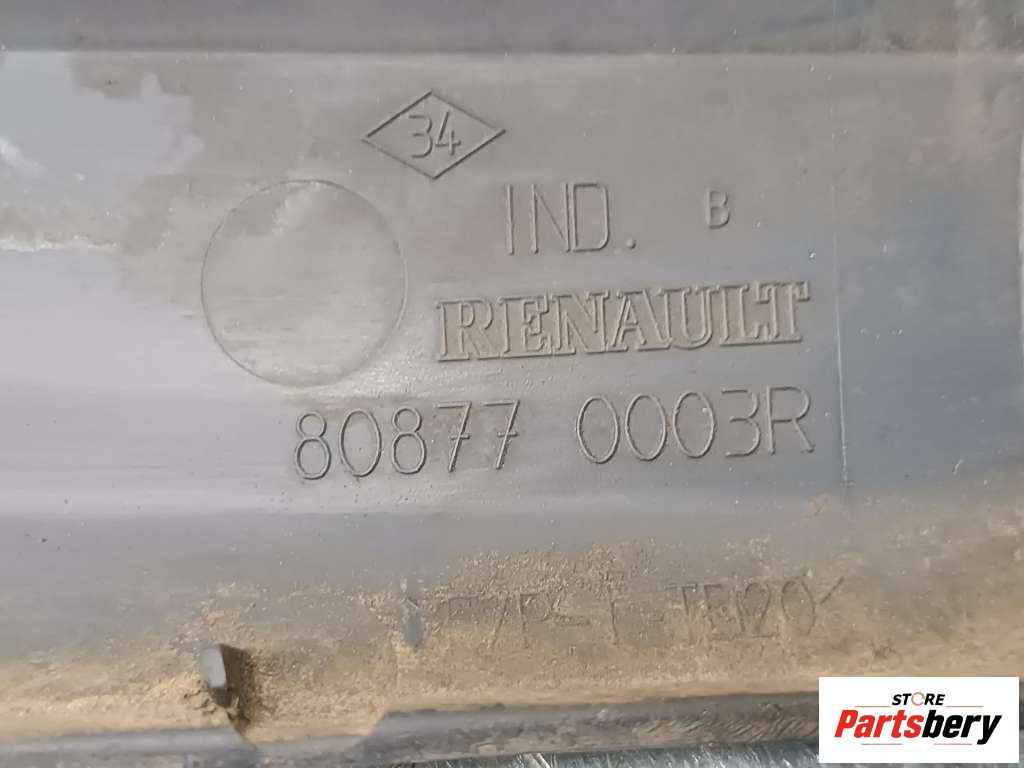 34
IND. B
RENAULT
80877 0003R
STORE
Partsbery